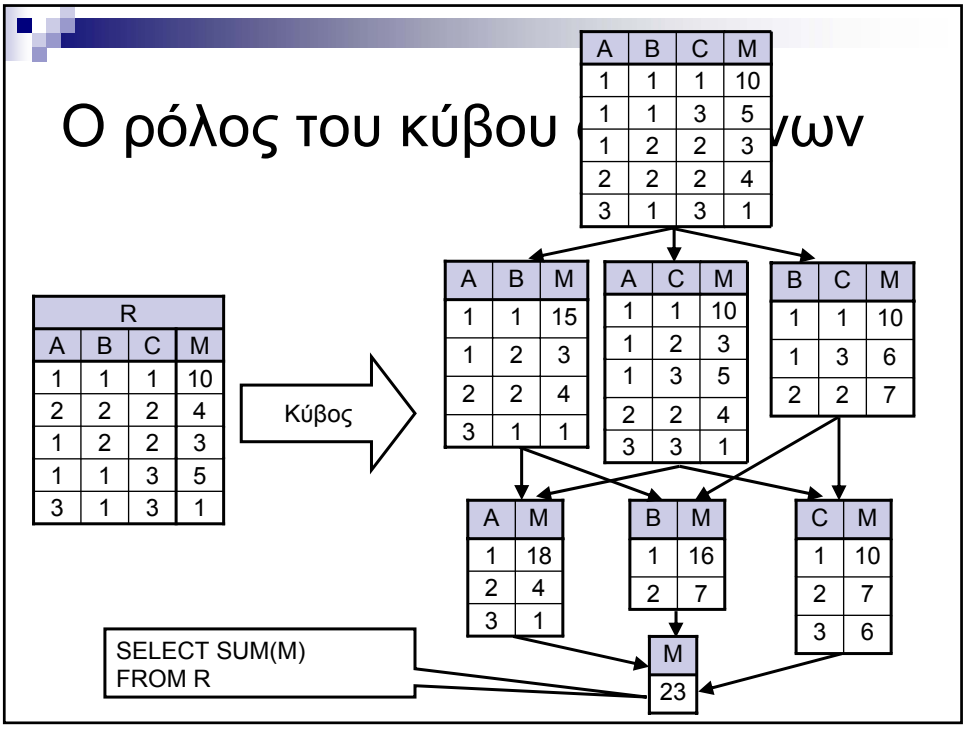 Ο ρόλος του κύβου
A B C M
1 1 1 10
1 1 3 5
1 2 2 3
2 2 2 4
3 1 3 1
R
A B C M
1 1 1 10
2 2 2 4
1 2 2 3
1 1 3 5
3 1 3 1
Κύβος
A B M
1 1 15
1 2 3
2 2 4
3 1 1
A C M
1 1 10
1 2 3
1 3 5
2 2 4
3 3 1
B C M
1 1 10
1 3 6
2 2 7
A M
1 18
2 4
3 1
B M
1 16
2 7
C M
1 10
2 7
3 6
M
23
SELECT SUM(M)
FROM R